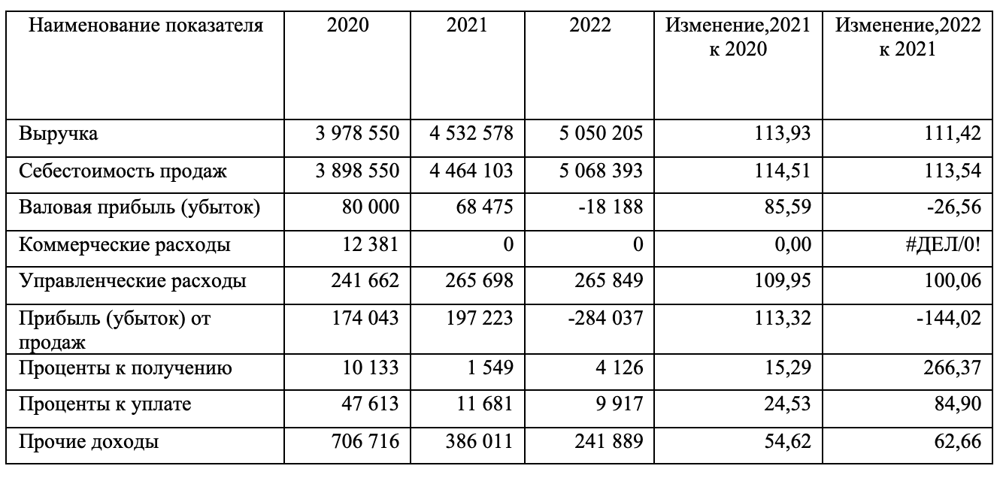 Наименование показателя 2020 2021 2022 Изменение,2021 Изменение,2022
к 2020 к 2021
Выручка 3 978 550 4 532 578 5 050 205 113,93 111,42
Себестоимость продаж 3 898 550 4 464 103 5 068 393 114,51 113,54
Валовая прибыль (убыток) 80 000 68 475 -18 188 85,59 -26,56
Коммерческие расходы 12 381 0 0 0,00 #ДЕЛ/0!
Управленческие расходы 241 662 265 698 265 849 109,95 100,06
Прибыль (убыток) от 174 043 197 223 -284 037 113,32 -144,02
продаж
Проценты к получению 10 133 1 549 4 126 15,29 266,37
Проценты к уплате 47 613 11 681 9 917 24,53 84,90
Прочие доходы 706 716 386 011 241 889 54,62 62,66